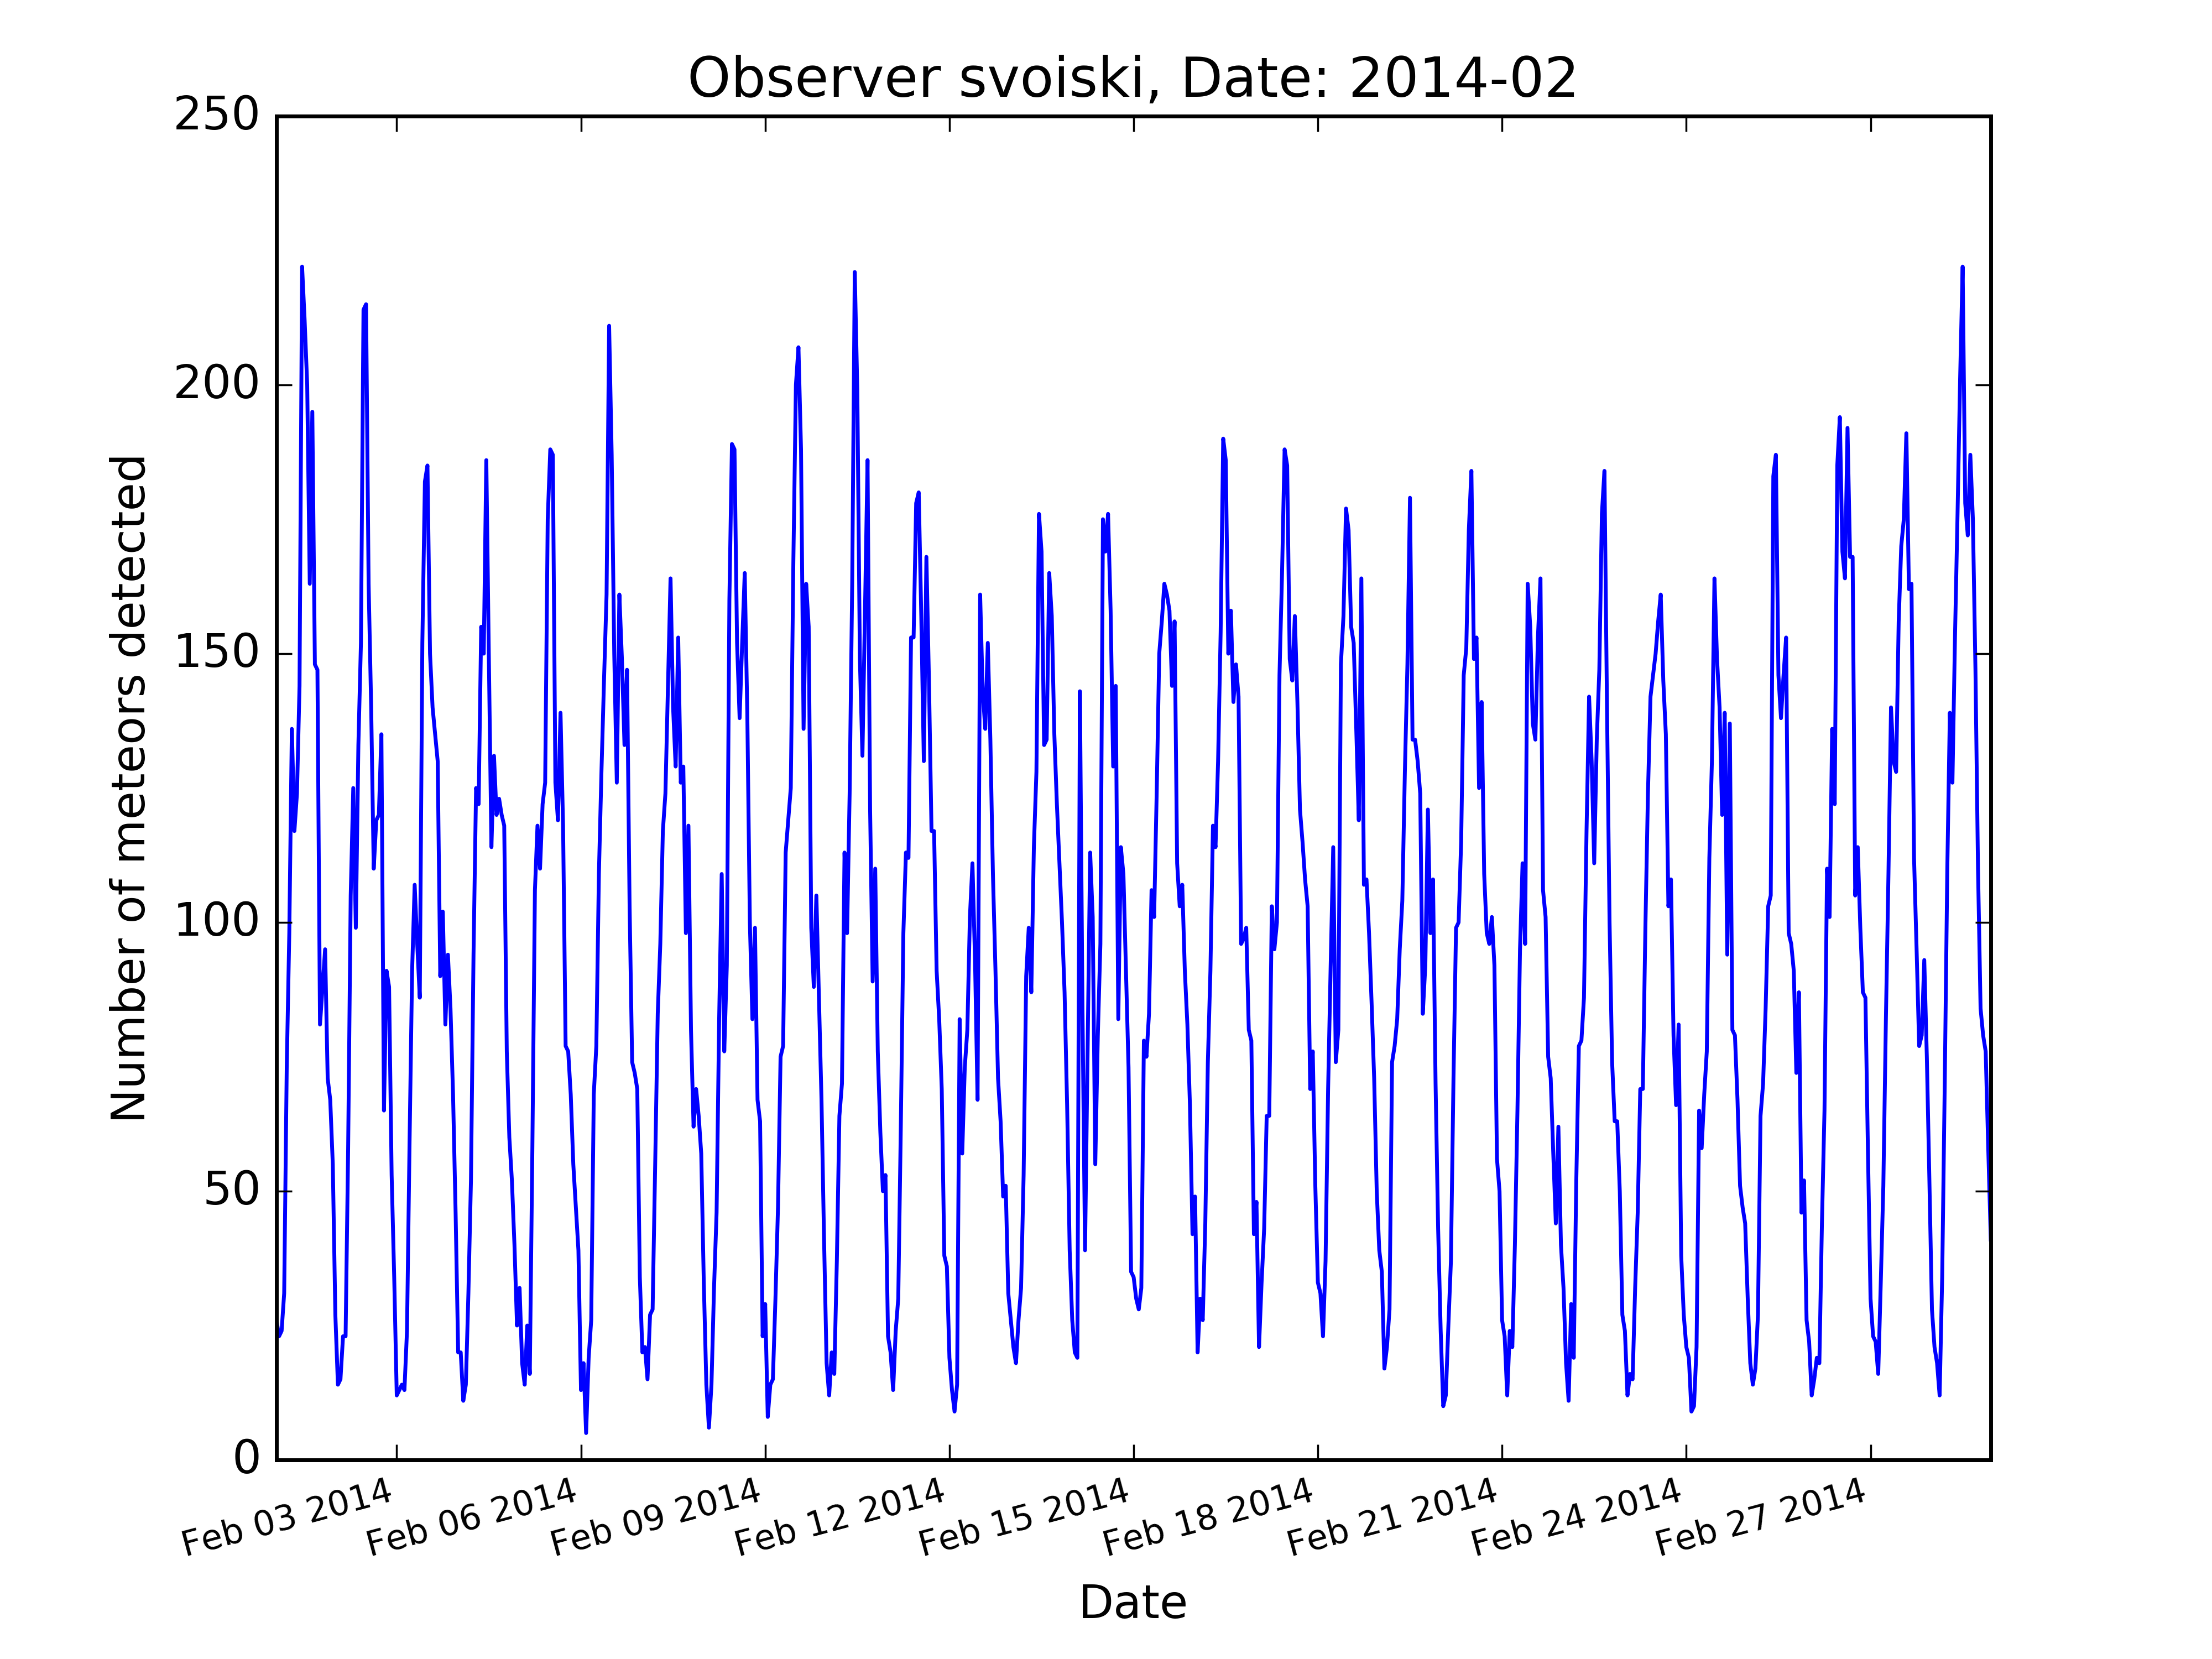 Observer svoiski, Date: 2014-02
250
200
150
100
50
0
Number of meteors detected
Feb 03 2014
Feb 06 2014
Feb 09 2014
Feb 12 2014
Feb 15 2014
Feb 18 2014
Feb 21 2014
Feb 24 2014
Feb 27 2014
Date